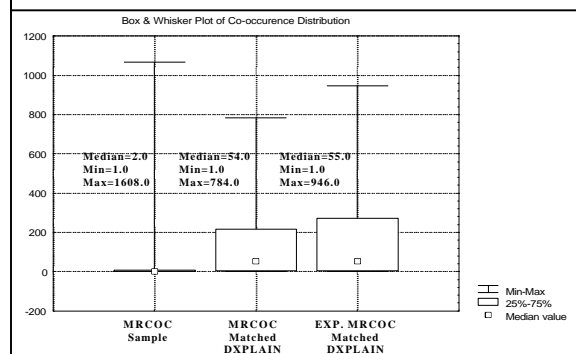 Box & Whisker Plot of Co-occurence Distribution
1200
1000
800
600
400
200
0
-200
Median=2.0
Min=1.0
Max=1608.0
Median=54.0
Min=1.0
Max=784.0
Median=55.0
Min=1.0
Max=946.0
MRCOC
Sample
MRCOC
Matched
DXPLAIN
EXP. MRCOC
Matched
DXPLAIN
Min-Max
25%-75%
Median value